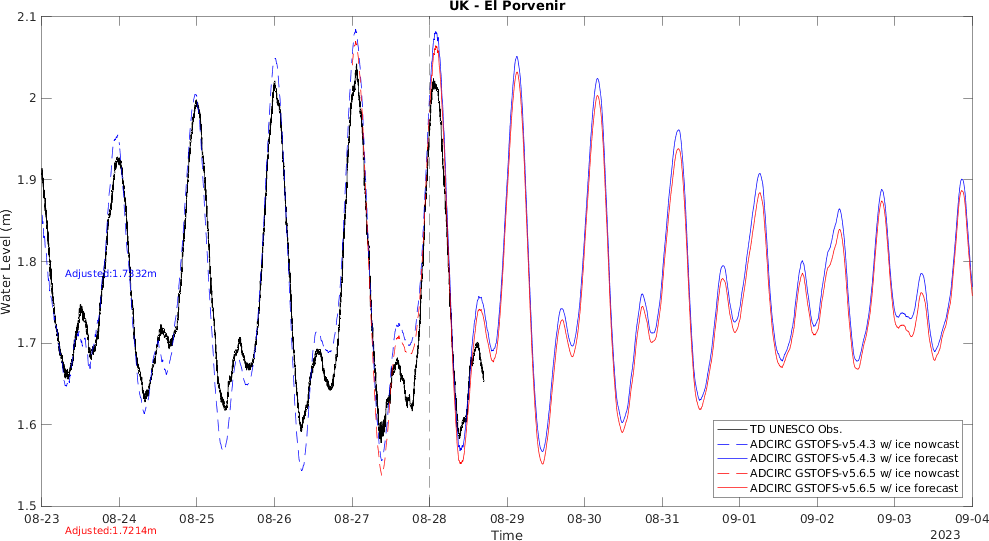 UK - El Porvenir
2.1
2
1.9
1.8
1.7
1.6
1.5
Water Level (m)
Adjusted:1.7332m
TD UNESCO Obs.
ADCIRC GSTOFS-v5.4.3 w/ ice nowcast
ADCIRC GSTOFS-v5.4.3 w/ ice forecast
ADCIRC GSTOFS-v5.6.5 w/ ice nowcast
ADCIRC GSTOFS-v5.6.5 w/ ice forecast
08-23 08-24 08-25 08-26 08-27 08-28 08-29 08-30 08-31 09-01 09-02 09-03 09-04
Adjusted:1.7214m
Time
2023